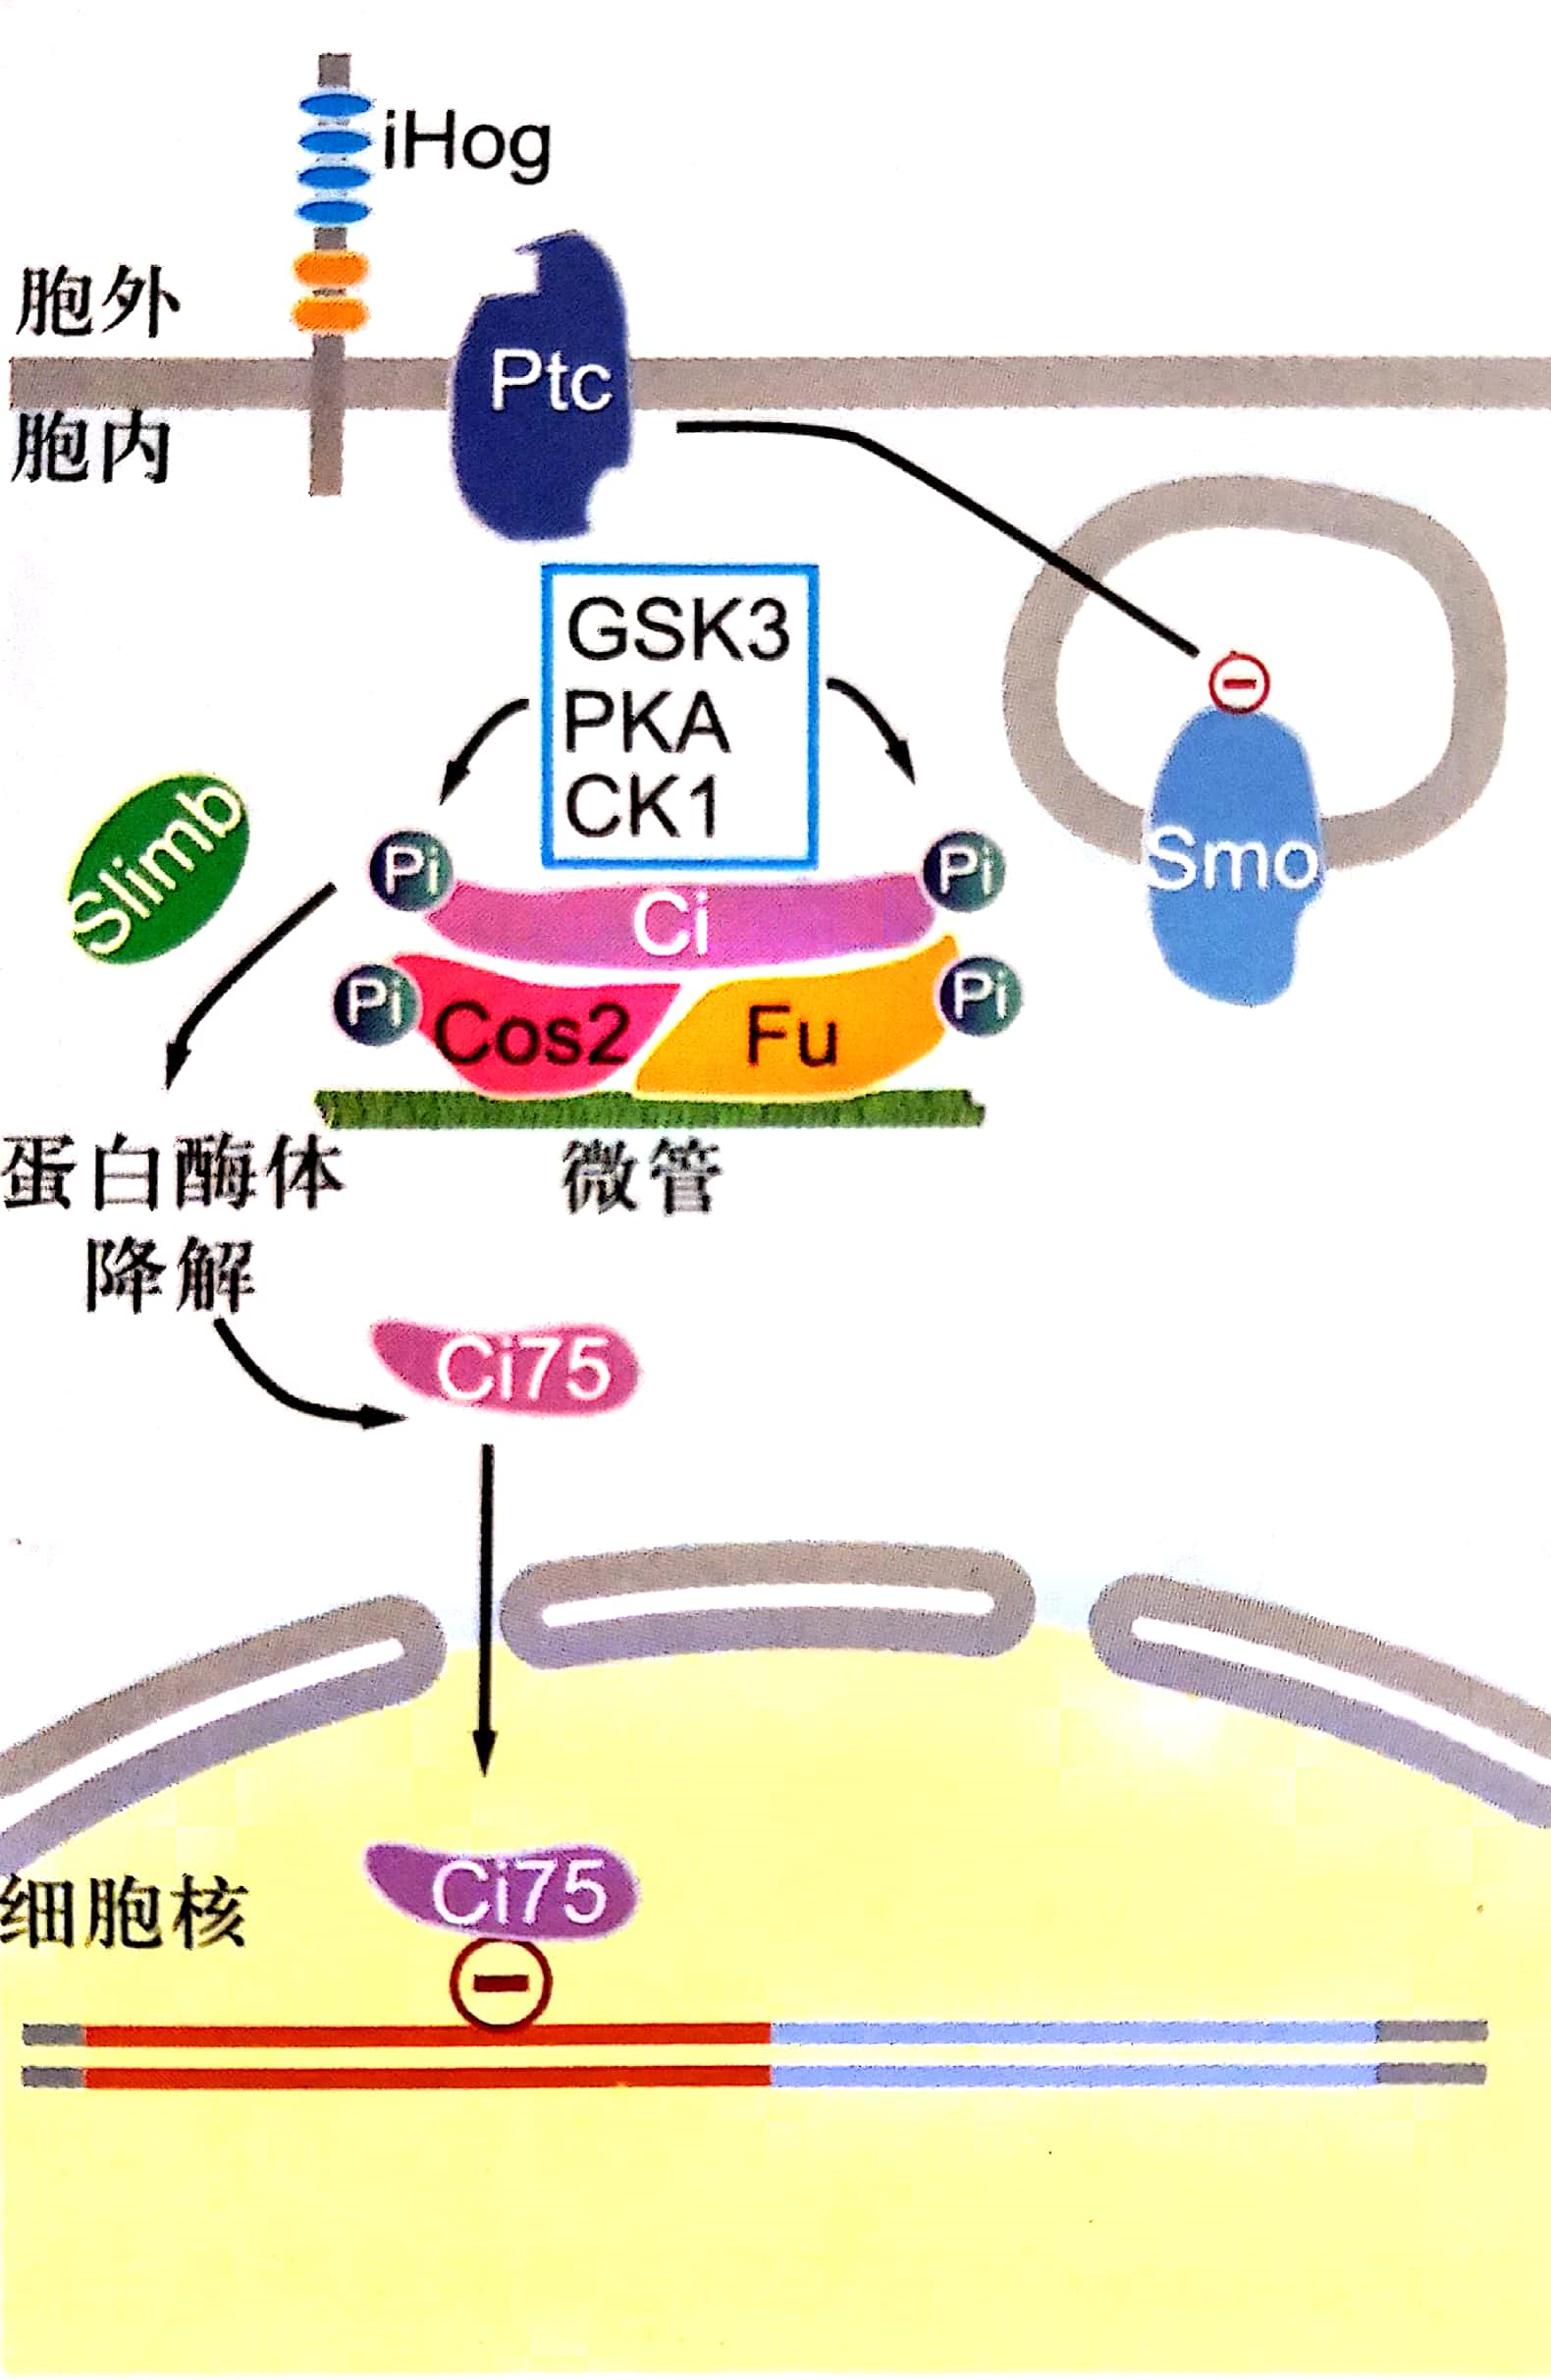 iHog
胞外
Ptc
胞内
GSK3
PKA
CK1
Slimb
Pi
Pi
Ci
Smo
Pi
Pi
Cos2
Fu
蛋白酶体
降解
微管
Ci75
细胞核
Ci75